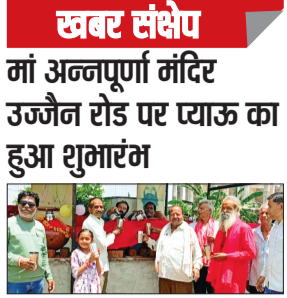 खबर संक्षेप
मां अन्नपूर्णा मंदिर
उज्जैन रोड पर प्याऊ का
हुआ शुभारंभ